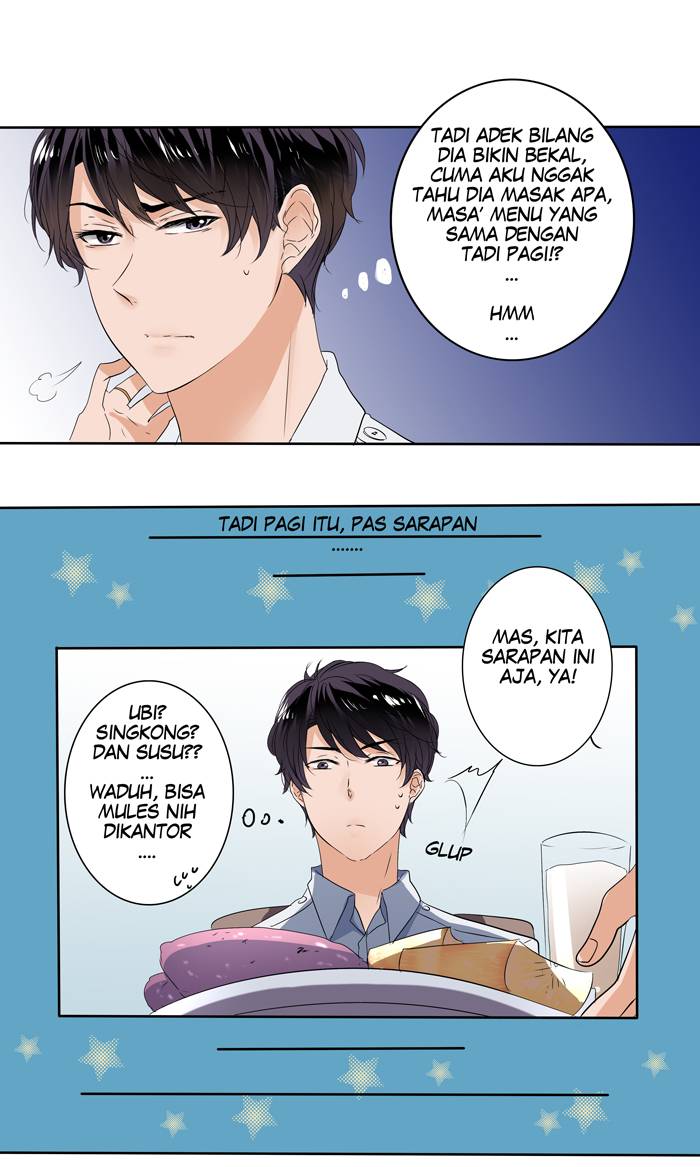 TADI ADEK BILANG
DIA BIKIN BEKAL,
CUMA AKU NGGAK
TAHU DIA MASAK APA,
MASA' MENU YANG
SAMA DENGAN
TADI PAGI!?
...
HMM
...
TADI PAGI ITU, PAS SARAPAN
.......
MAS, KITA
SARAPAN INI
AJA, YA!
UBI?
SINGKONG?
DAN SUSU??
...
WADUH, BISA
MULES NIH
DIKANTOR
....
GLUP